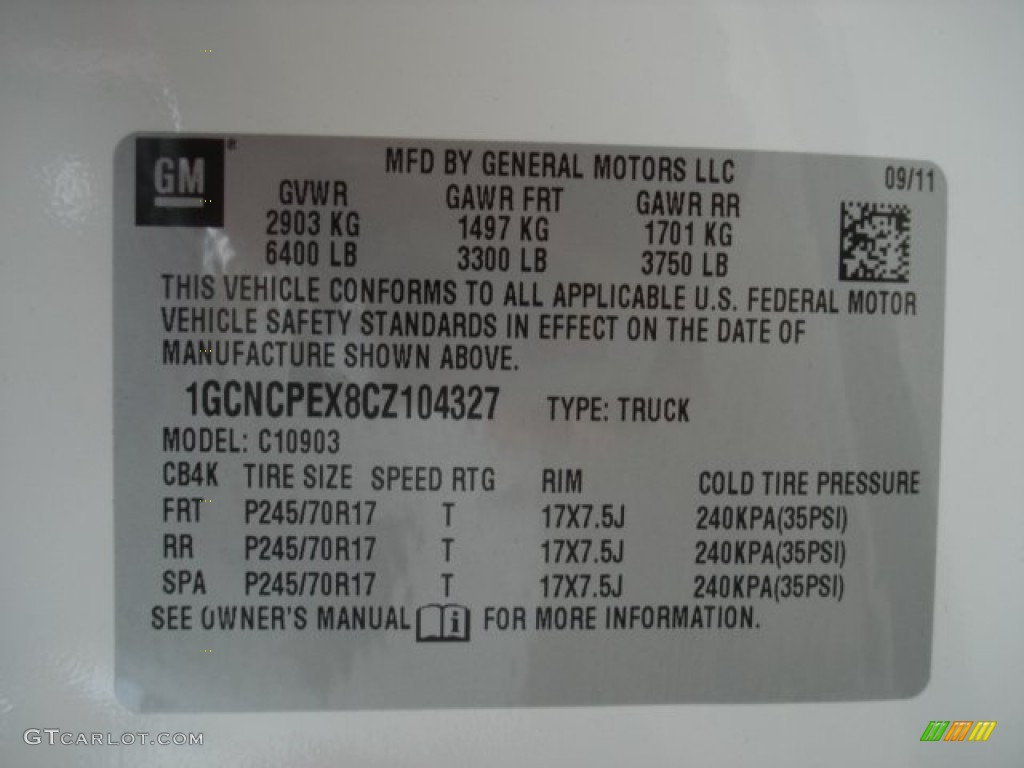 GM®
MFD BY GENERAL MOTORS LLC
09/11
GVWR GAWR FRT GAWR RR
2903 KG 1497 KG 1701 KG
6400 LB 3300 LB 3750 LB
THIS VEHICLE CONFORMS TO ALL APPLICABLE U.S. FEDERAL MOTOR
VEHICLE SAFETY STANDARDS IN EFFECT ON THE DATE OF
MANUFACTURE SHOWN ABOVE.
1GCNCPEX8CZ104327 TYPE: TRUCK
MODEL: C10903
CB4K TIRE SIZE SPEED RTG RIM COLD TIRE PRESSURE
FRT P245/70R17 T 17X7.5J 240KPA(35PSI)
RR P245/70R17 T 17X7.5J 240KPA(35PSI)
SPA P245/70R17 T 17X7.5J 240KPA(35PSI)
SEE OWNER'S MANUAL i FOR MORE INFORMATION.
GTCARLOT.COM